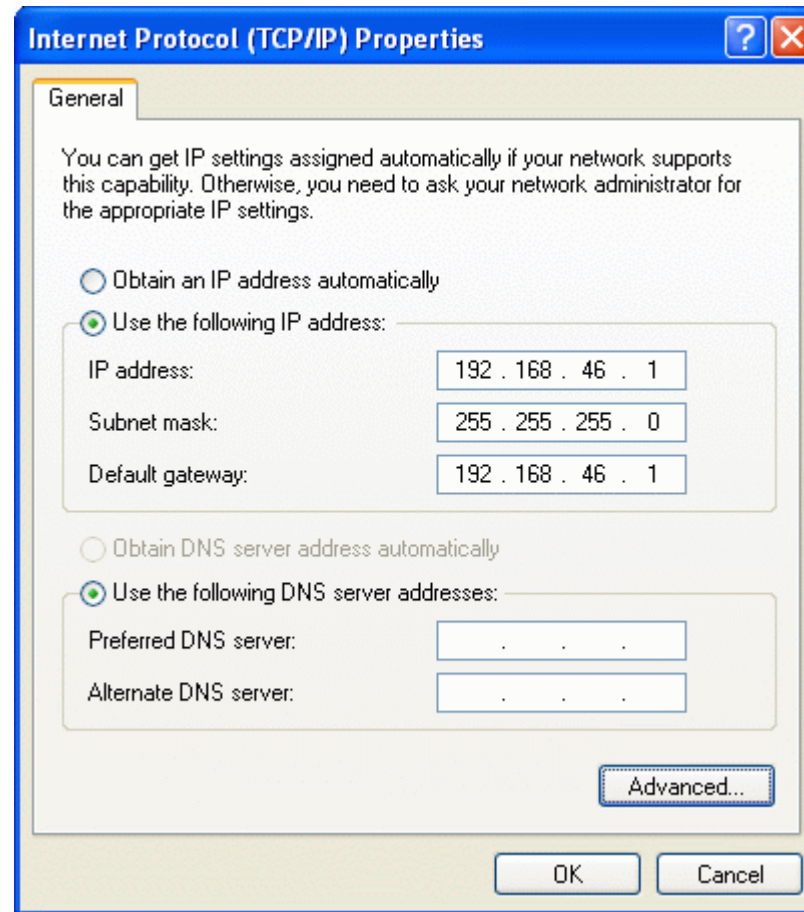 Internet Protocol (TCP/IP) Properties
General
You can get IP settings assigned automatically if your network supports
this capability. Otherwise, you need to ask your network administrator for
the appropriate IP settings.
Obtain an IP address automatically
Use the following IP address:
IP address: 192 . 168 . 46 . 1
Subnet mask: 255 . 255 . 255 . 0
Default gateway: 192 . 168 . 46 . 1
Obtain DNS server address automatically
Use the following DNS server addresses:
Preferred DNS server: . . .
Alternate DNS server: . . .
Advanced...
OK Cancel